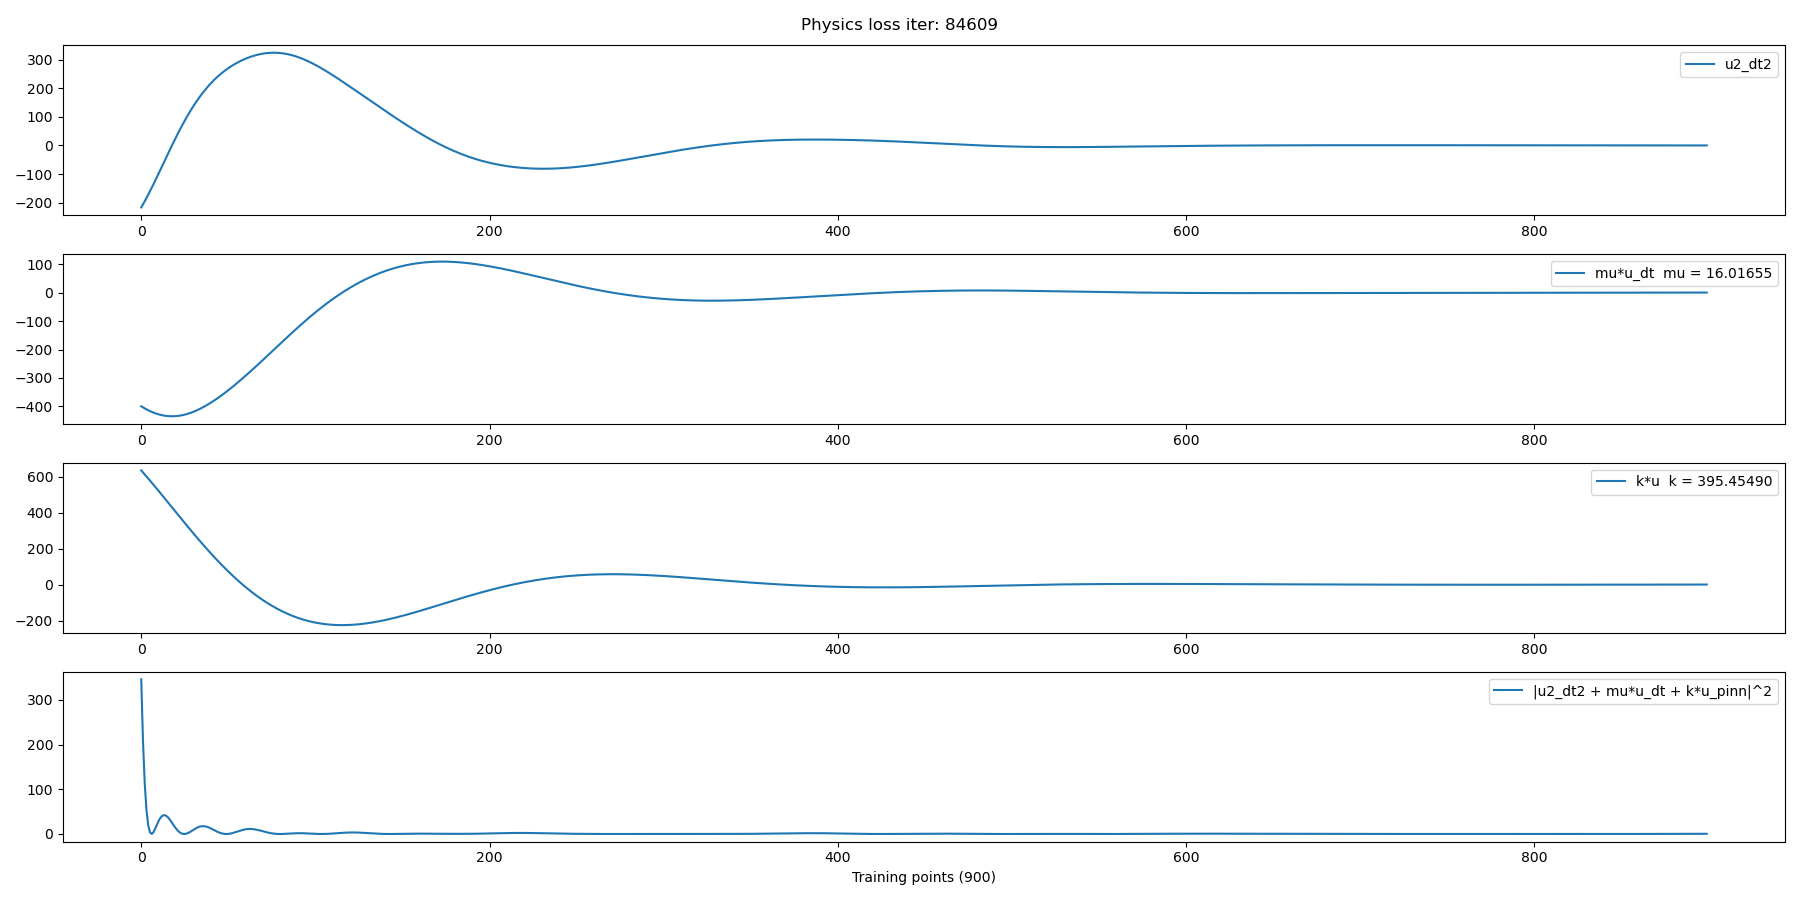 Physics loss iter: 84609
300
200
100
0
−100
−200
u2_dt2
0 200 400 600 800
100
0
−100
−200
−300
−400
mu*u_dt  mu = 16.01655
0 200 400 600 800
600
400
200
0
−200
k*u  k = 395.45490
0 200 400 600 800
300
200
100
0
|u2_dt2 + mu*u_dt + k*u_pinn|^2
0 200 400 600 800
Training points (900)